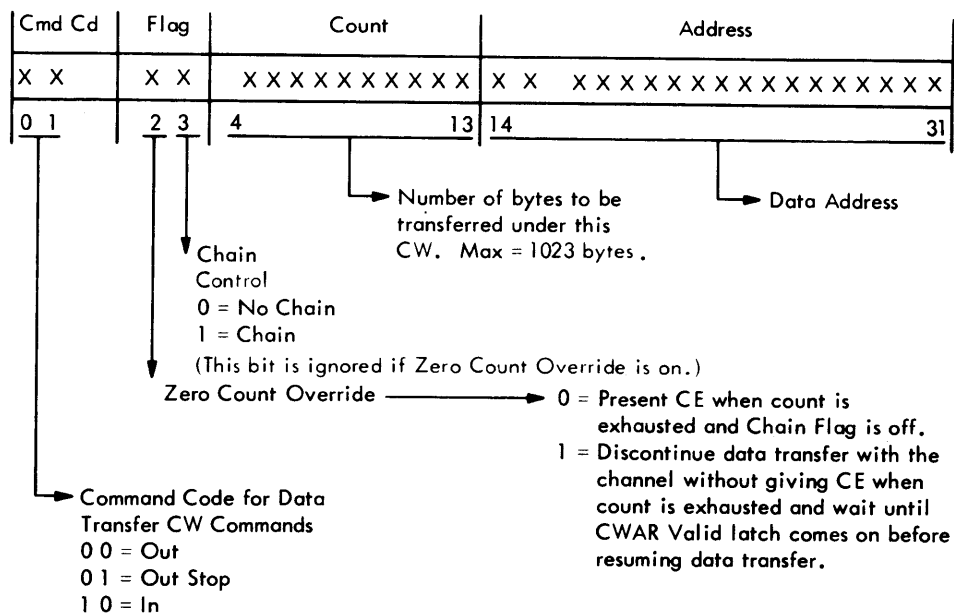 Cmd Cd Flag Count Address
X X X X X X X X X X X X X X X X X X X X X X X X X X X X X X X X
0 1 2 3 4 13 14 31
Number of bytes to be
transferred under this
CW. Max = 1023 bytes.
Data Address
Chain
Control
0 = No Chain
1 = Chain
(This bit is ignored if Zero Count Override is on.)
Zero Count Override
0 = Present CE when count is
exhausted and Chain Flag is off.
1 = Discontinue data transfer with the
channel without giving CE when
count is exhausted and wait until
CWAR Valid latch comes on before
resuming data transfer.
Command Code for Data
Transfer CW Commands
0 0 = Out
0 1 = Out Stop
1 0 = In